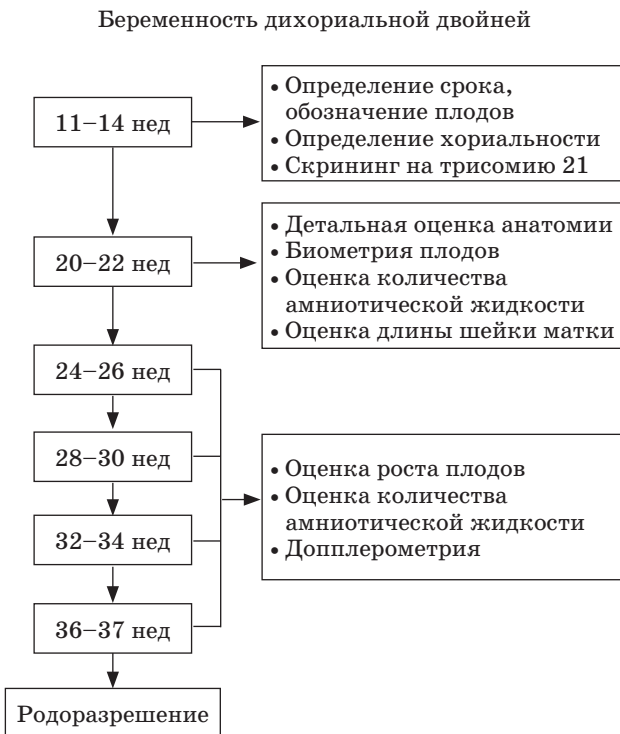 Беременность дихориальной двойней
11–14 нед
• Определение срока,
обозначение плодов
• Определение хориальности
• Скрининг на трисомию 21
20–22 нед
• Детальная оценка анатомии
• Биометрия плодов
• Оценка количества
амниотической жидкости
• Оценка длины шейки матки
24–26 нед
28–30 нед
32–34 нед
36–37 нед
• Оценка роста плодов
• Оценка количества
амниотической жидкости
• Допплерометрия
Родоразрешение